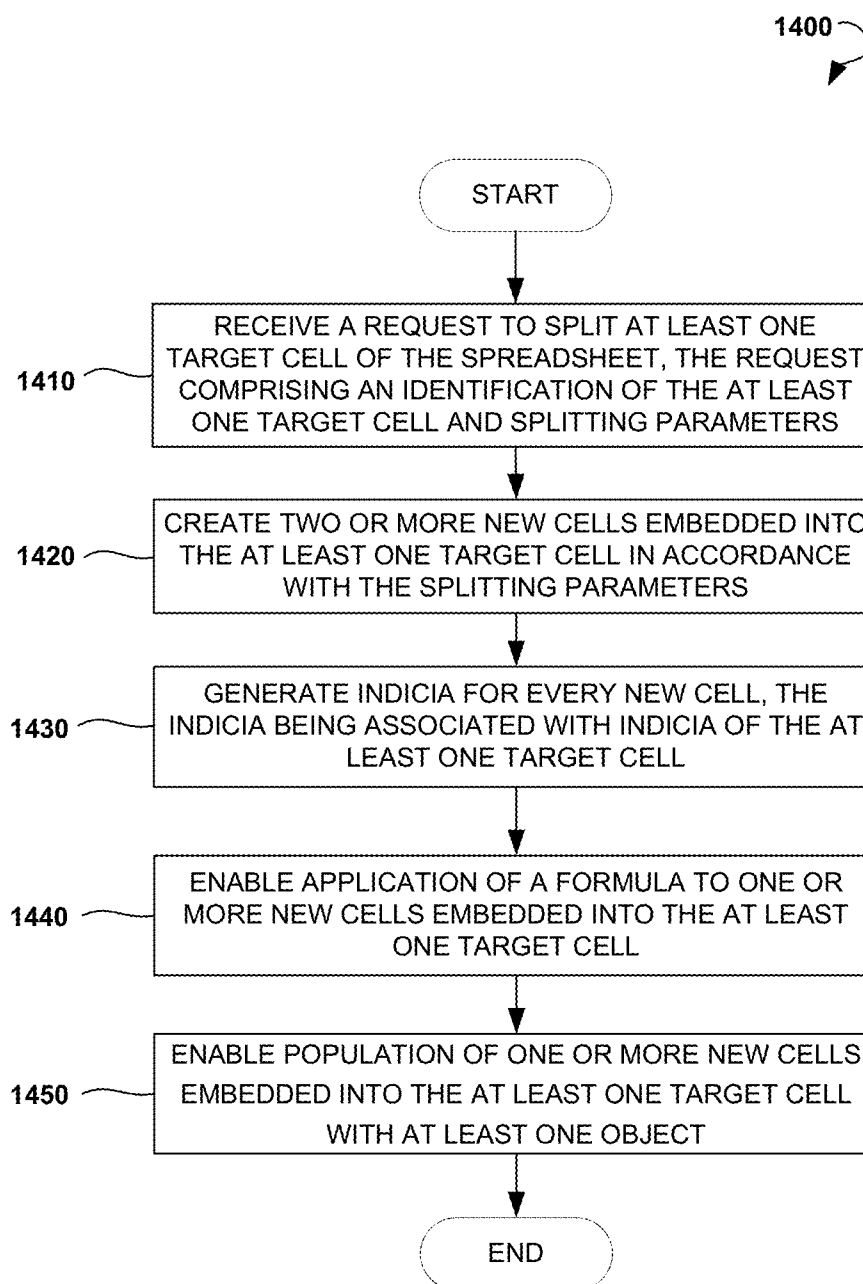 1400
START
RECEIVE A REQUEST TO SPLIT AT LEAST ONE
TARGET CELL OF THE SPREADSHEET, THE REQUEST
1410
COMPRISING AN IDENTIFICATION OF THE AT LEAST
ONE TARGET CELL AND SPLITTING PARAMETERS
CREATE TWO OR MORE NEW CELLS EMBEDDED INTO
1420
THE AT LEAST ONE TARGET CELL IN ACCORDANCE
WITH THE SPLITTING PARAMETERS
GENERATE INDICIA FOR EVERY NEW CELL, THE
1430
INDICIA BEING ASSOCIATED WITH INDICIA OF THE AT
LEAST ONE TARGET CELL
ENABLE APPLICATION OF A FORMULA TO ONE OR
1440
MORE NEW CELLS EMBEDDED INTO THE AT LEAST
ONE TARGET CELL
ENABLE POPULATION OF ONE OR MORE NEW CELLS
1450
EMBEDDED INTO THE AT LEAST ONE TARGET CELL
WITH AT LEAST ONE OBJECT
END